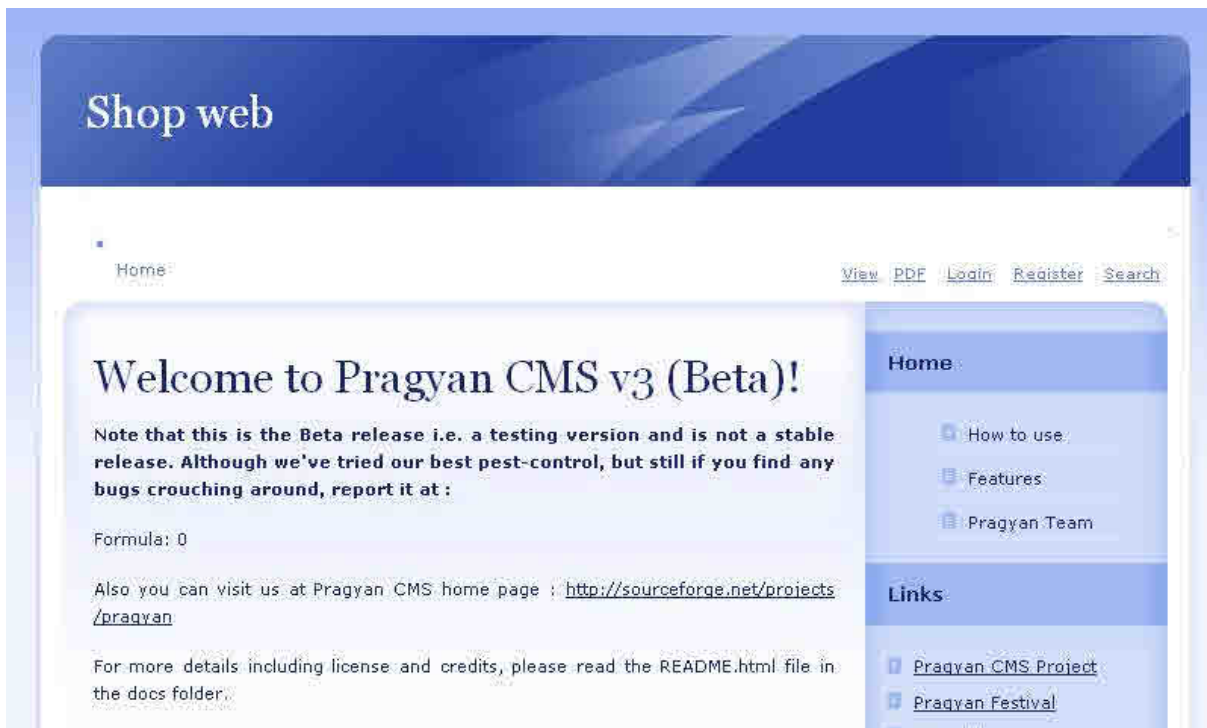 Shop web
Home
View PDF Login Register Search
Welcome to Pragyan CMS v3 (Beta)!
Note that this is the Beta release i.e. a testing version and is not a stable
release. Although we've tried our best pest-control, but still if you find any
bugs crouching around, report it at :
Formula: 0
Also you can visit us at Pragyan CMS home page : http://sourceforge.net/projects
/pragyan
For more details including license and credits, please read the README.html file in
the docs folder.
Home
How to use
Features
Pragyan Team
Links
Pragyan CMS Project
Pragyan Festival